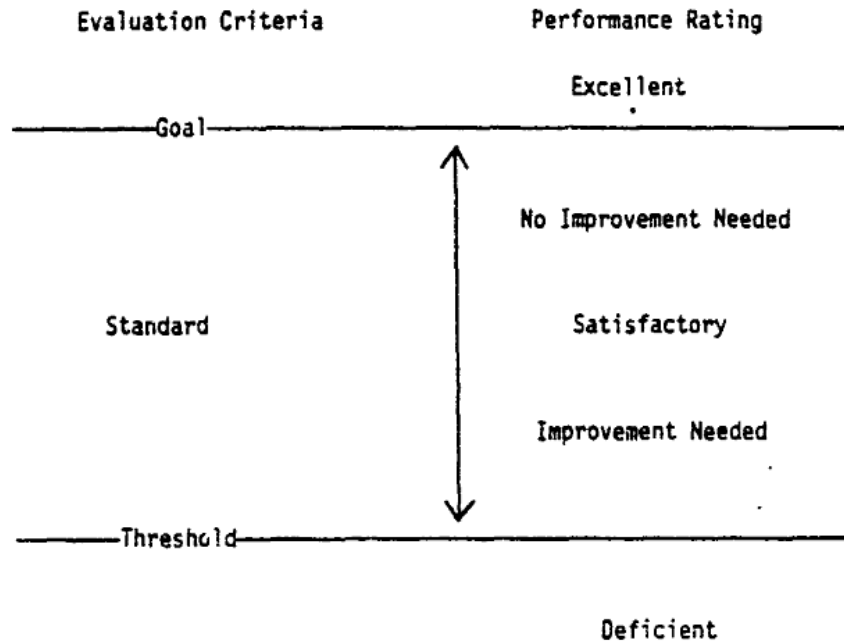 Evaluation Criteria Performance Rating
Excellent
Goal
No Improvement Needed
Standard Satisfactory
Improvement Needed
Threshold
Deficient